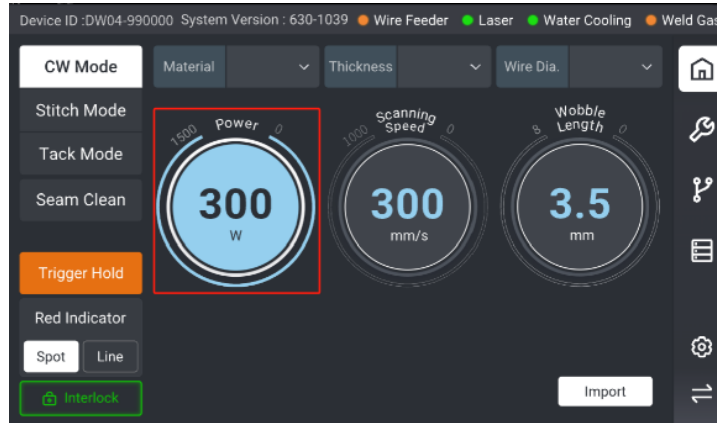 Device ID :DW04-990000 System Version : 630-1039 Wire Feeder Laser Water Cooling Weld Gas
CW Mode
Material
Thickness
Wire Dia.
Stitch Mode
Tack Mode
Seam Clean
Trigger Hold
Red Indicator
Spot Line
Interlock
1500 Power 0
300
W
1000 Scanning Speed 0
300
mm/s
8 Wobble Length 0
3.5
mm
Import